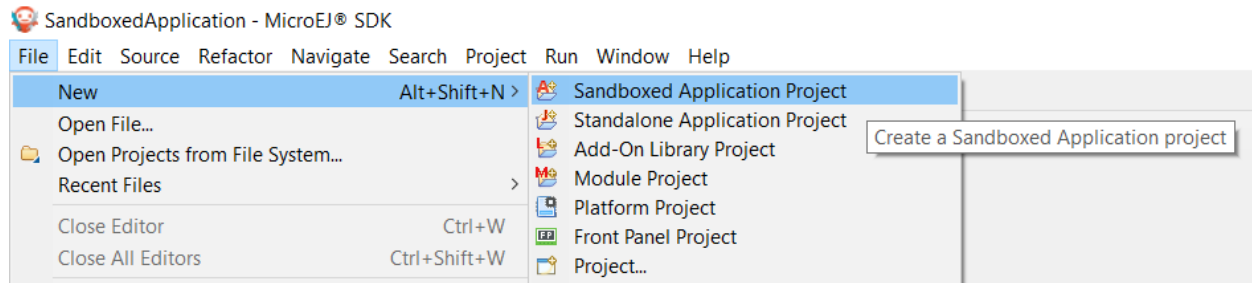 SandboxedApplication - MicroEJ® SDK
File Edit Source Refactor Navigate Search Project Run Window Help
New Alt+Shift+N >
Open File...
Open Projects from File System...
Recent Files >
Close Editor Ctrl+W
Close All Editors Ctrl+Shift+W
Sandboxed Application Project
Standalone Application Project
Add-On Library Project
Module Project
Platform Project
Front Panel Project
Project...
Create a Sandboxed Application project